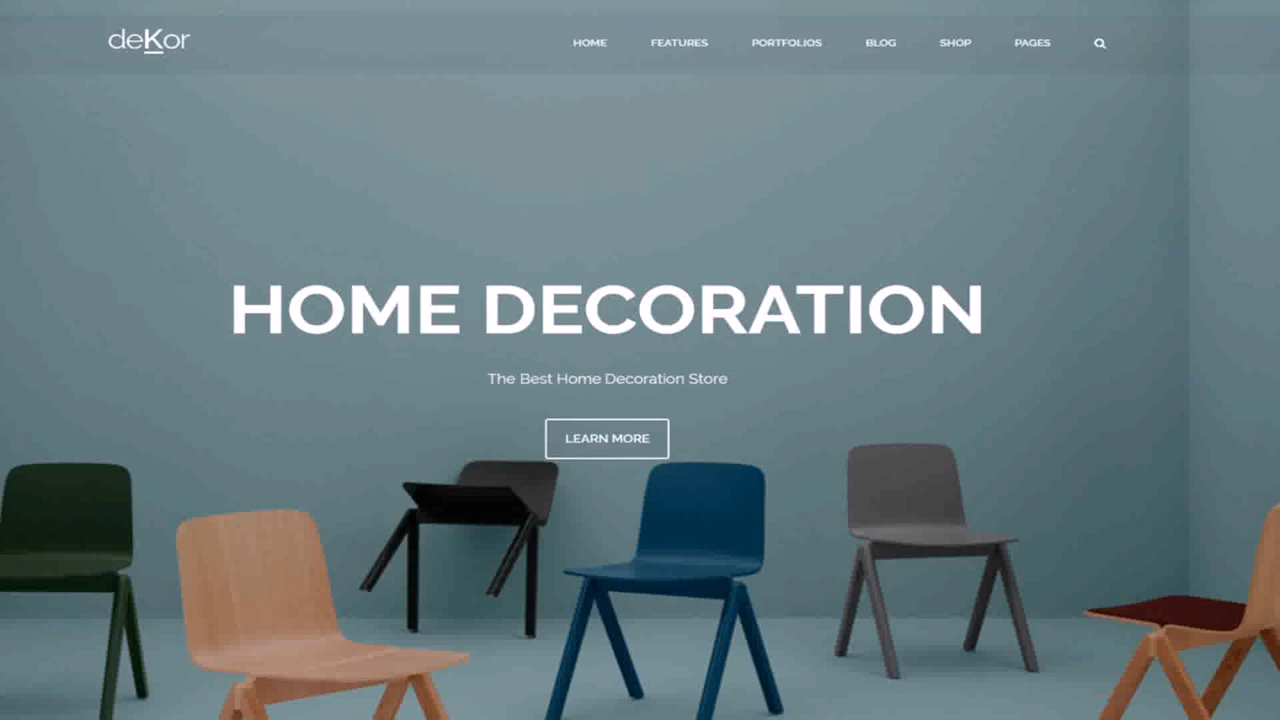 deKor
HOME FEATURES PORTFOLIOS BLOG SHOP PAGES
HOME DECORATION
The Best Home Decoration Store
LEARN MORE